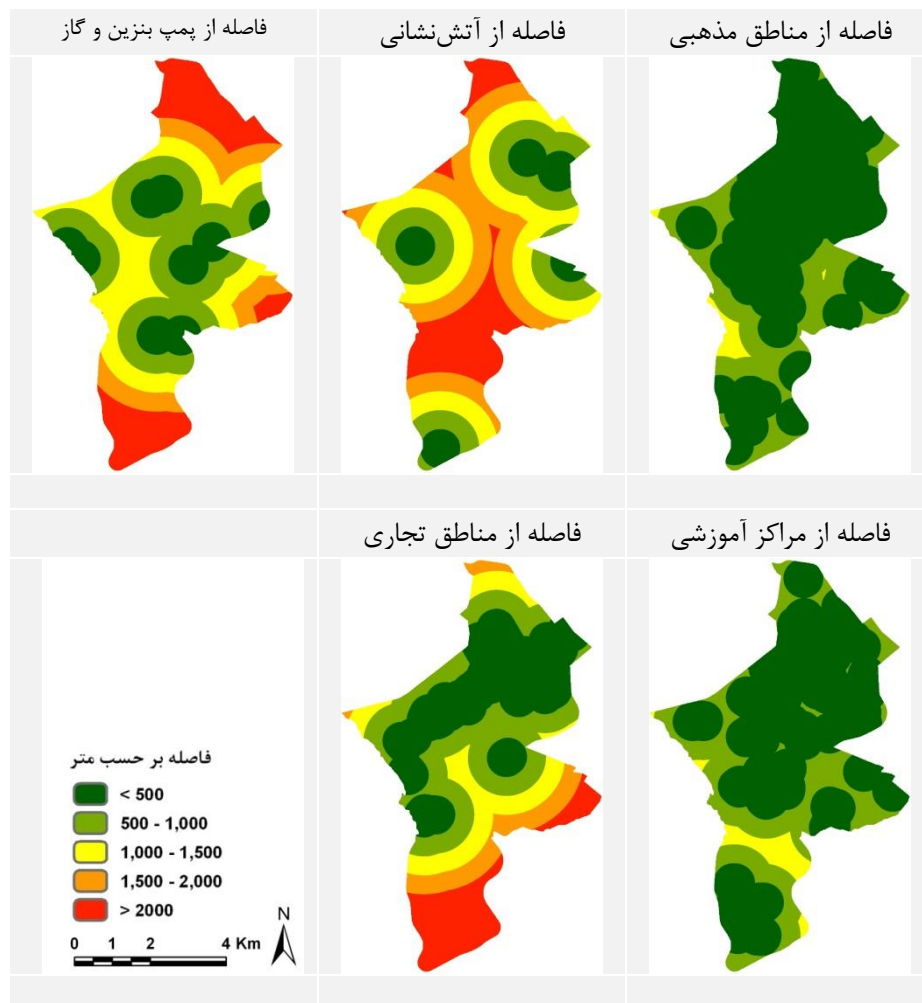 فاصله از مناطق مذهبی
فاصله از آتش‌نشانی
فاصله از پمپ بنزین و گاز
فاصله از مراکز آموزشی
فاصله از مناطق تجاری
فاصله بر حسب متر
< 500
500 - 1,000
1,000 - 1,500
1,500 - 2,000
> 2000
0 1 2 4 Km
N